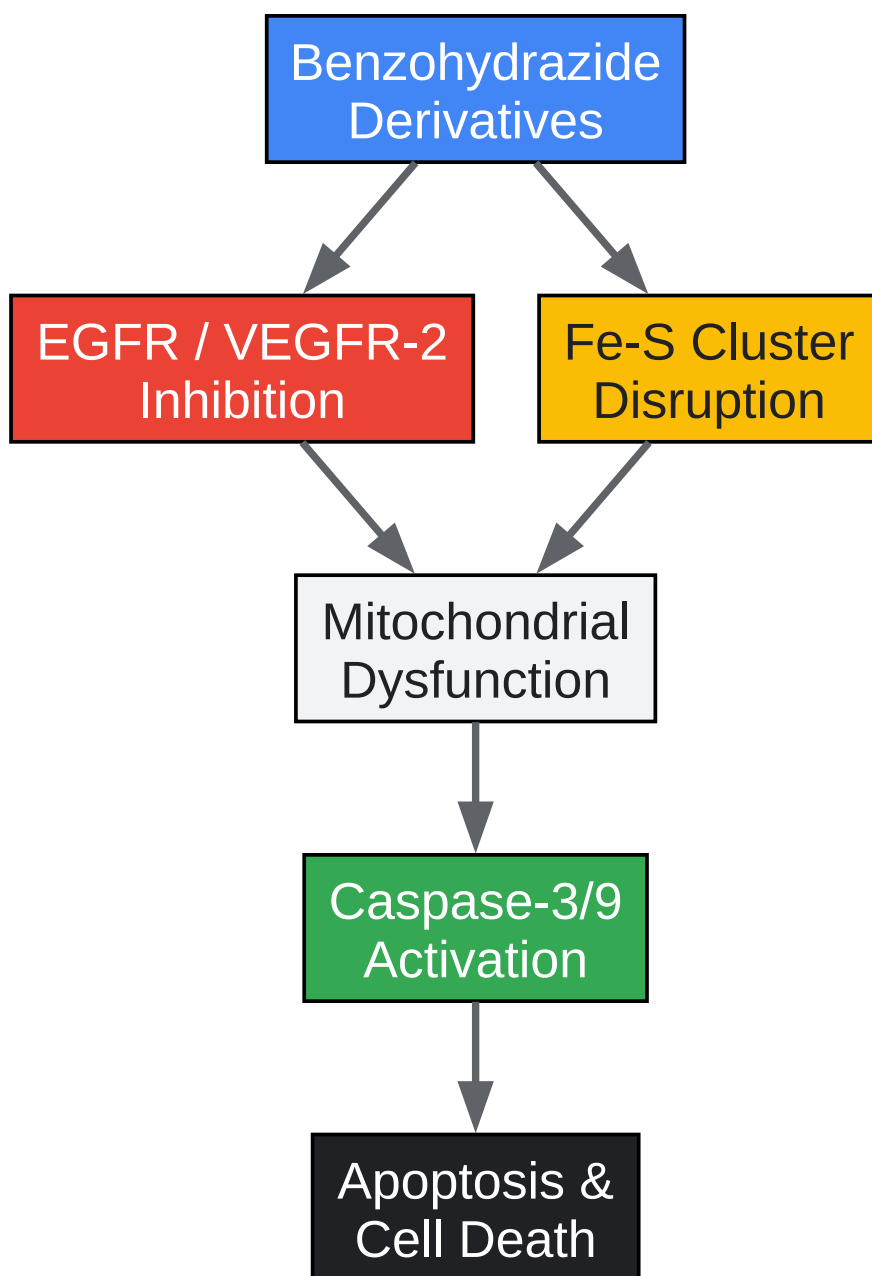 Benzohydrazide
Derivatives
EGFR / VEGFR-2
Inhibition
Fe-S Cluster
Disruption
Mitochondrial
Dysfunction
Caspase-3/9
Activation
Apoptosis &
Cell Death